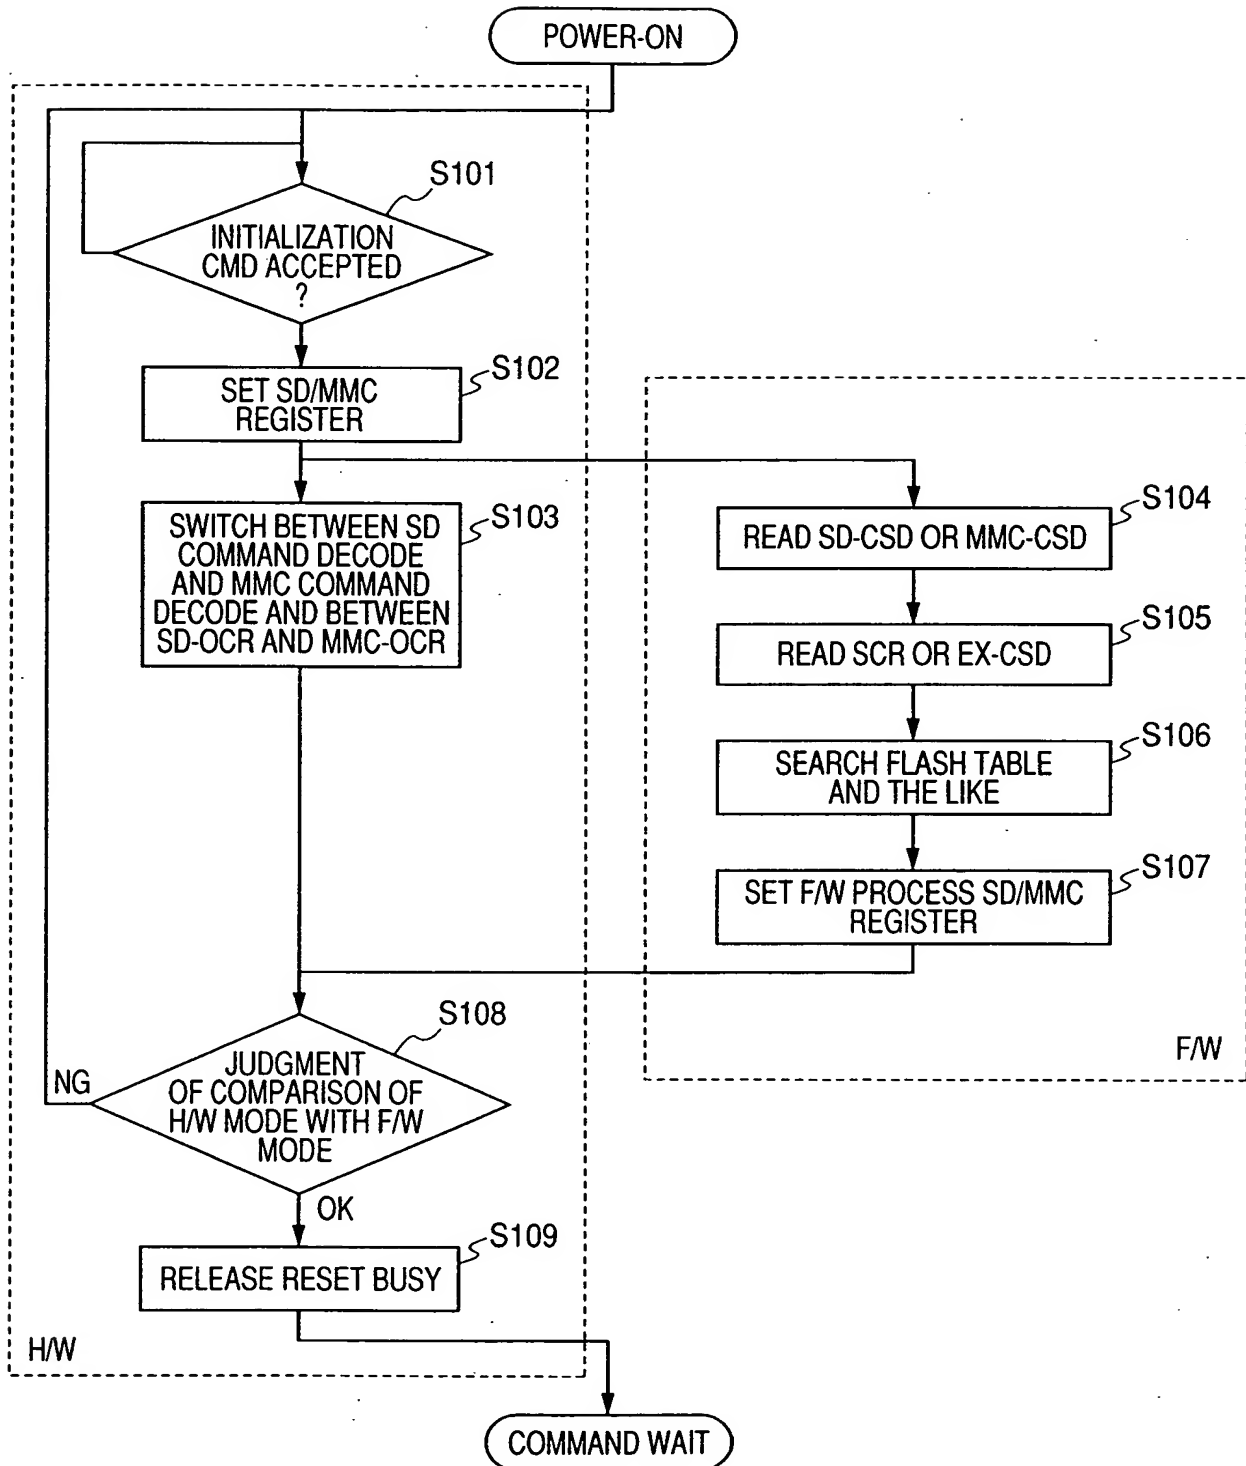 POWER-ON
S101
INITIALIZATION
CMD ACCEPTED
?
S102
SET SD/MMC
REGISTER
S103
SWITCH BETWEEN SD
COMMAND DECODE
AND MMC COMMAND
DECODE AND BETWEEN
SD-OCR AND MMC-OCR
S104
READ SD-CSD OR MMC-CSD
S105
READ SCR OR EX-CSD
S106
SEARCH FLASH TABLE
AND THE LIKE
S107
SET F/W PROCESS SD/MMC
REGISTER
F/W
S108
JUDGMENT
OF COMPARISON OF
H/W MODE WITH F/W
MODE
NG
OK
S109
RELEASE RESET BUSY
H/W
COMMAND WAIT